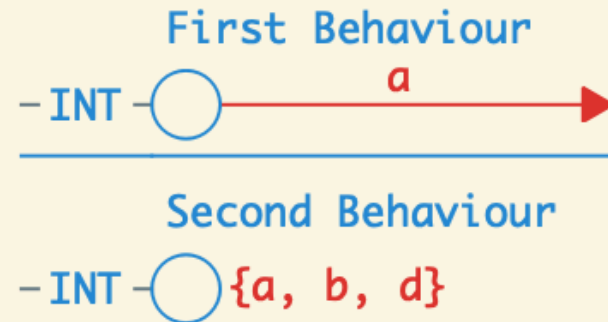 First Behaviour
a
INT
Second Behaviour
INT {a, b, d}